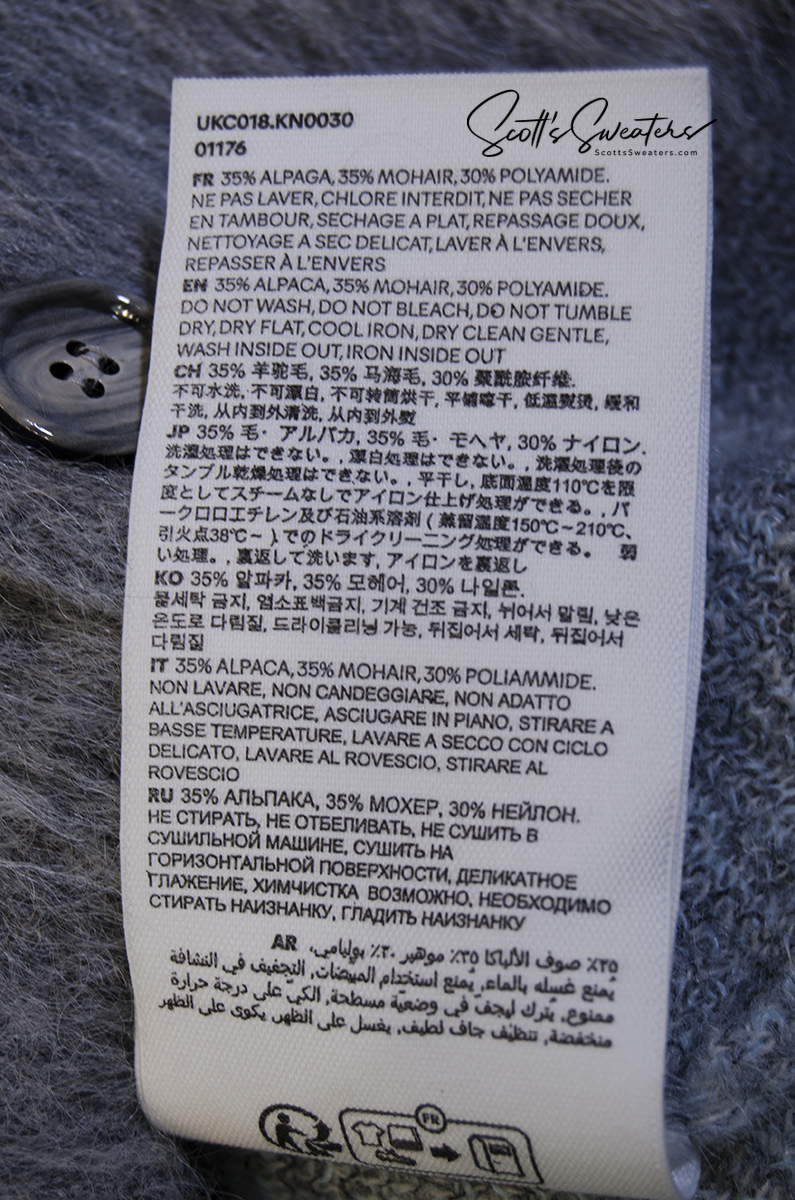 Scott's Sweaters
ScottsSweaters.com
UKC018.KN0030
01176
FR 35% ALPAGA, 35% MOHAIR, 30% POLYAMIDE.
NE PAS LAVER, CHLORE INTERDIT, NE PAS SECHER
EN TAMBOUR, SECHAGE A PLAT, REPASSAGE DOUX,
NETTOYAGE A SEC DELICAT, LAVER À L'ENVERS,
REPASSER À L'ENVERS
EN 35% ALPACA, 35% MOHAIR, 30% POLYAMIDE.
DO NOT WASH, DO NOT BLEACH, DO NOT TUMBLE
DRY, DRY FLAT, COOL IRON, DRY CLEAN GENTLE,
WASH INSIDE OUT, IRON INSIDE OUT
CH 35% 羊驼毛, 35% 马海毛, 30% 聚酰胺纤维.
不可水洗, 不可漂白, 不可转筒烘干, 平铺晾干, 低温熨烫, 缓和
干洗, 从内到外清洗, 从内到外熨
JP 35% 毛・ アルパカ, 35% 毛・ モヘヤ, 30% ナイロン.
洗濯処理はできない。, 漂白処理はできない。, 洗濯処理後の
タンブル乾燥処理はできない。, 平干し, 底面温度110℃を限
度としてスチームなしでアイロン仕上げ処理ができる。, パ
ークロロエチレン及び石油系溶剤 ( 蒸留温度150℃~210℃、
引火点38℃~ ) でのドライクリーニング処理ができる。 弱
い処理。, 裏返して洗います, アイロンを裏返し
KO 35% 알파카, 35% 모헤어, 30% 나일론.
물세탁 금지, 염소표백금지, 기계 건조 금지, 뉘어서 말림, 낮은
온도로 다림질, 드라이클리닝 가능, 뒤집어서 세탁, 뒤집어서
다림질
IT 35% ALPACA, 35% MOHAIR, 30% POLIAMMIDE.
NON LAVARE, NON CANDEGGIARE, NON ADATTO
ALL'ASCIUGATRICE, ASCIUGARE IN PIANO, STIRARE A
BASSE TEMPERATURE, LAVARE A SECCO CON CICLO
DELICATO, LAVARE AL ROVESCIO, STIRARE AL
ROVESCIO
RU 35% АЛЬПАКА, 35% МОХЕР, 30% НЕЙЛОН.
НЕ СТИРАТЬ, НЕ ОТБЕЛИВАТЬ, НЕ СУШИТЬ В
СУШИЛЬНОЙ МАШИНЕ, СУШИТЬ НА
ГОРИЗОНТАЛЬНОЙ ПОВЕРХНОСТИ, ДЕЛИКАТНОЕ
ГЛАЖЕНИЕ, ХИМЧИСТКА ВОЗМОЖНО, НЕОБХОДИМО
СТИРАТЬ НАИЗНАНКУ, ГЛАДИТЬ НАИЗНАНКУ
AR
٣٥٪ صوف الألباكا ٣٥٪ موهير ٣٠٪ بوليامي،
يُمنع غسله بالماء, يُمنع استخدام المبيضات, التجفيف في النشافة
ممنوع, يُترك ليجف في وضعية مسطحة, الكي على درجة حرارة
منخفضة, تنظيف جاف لطيف, يغسل على الظهر, يكوى على الظهر
FR